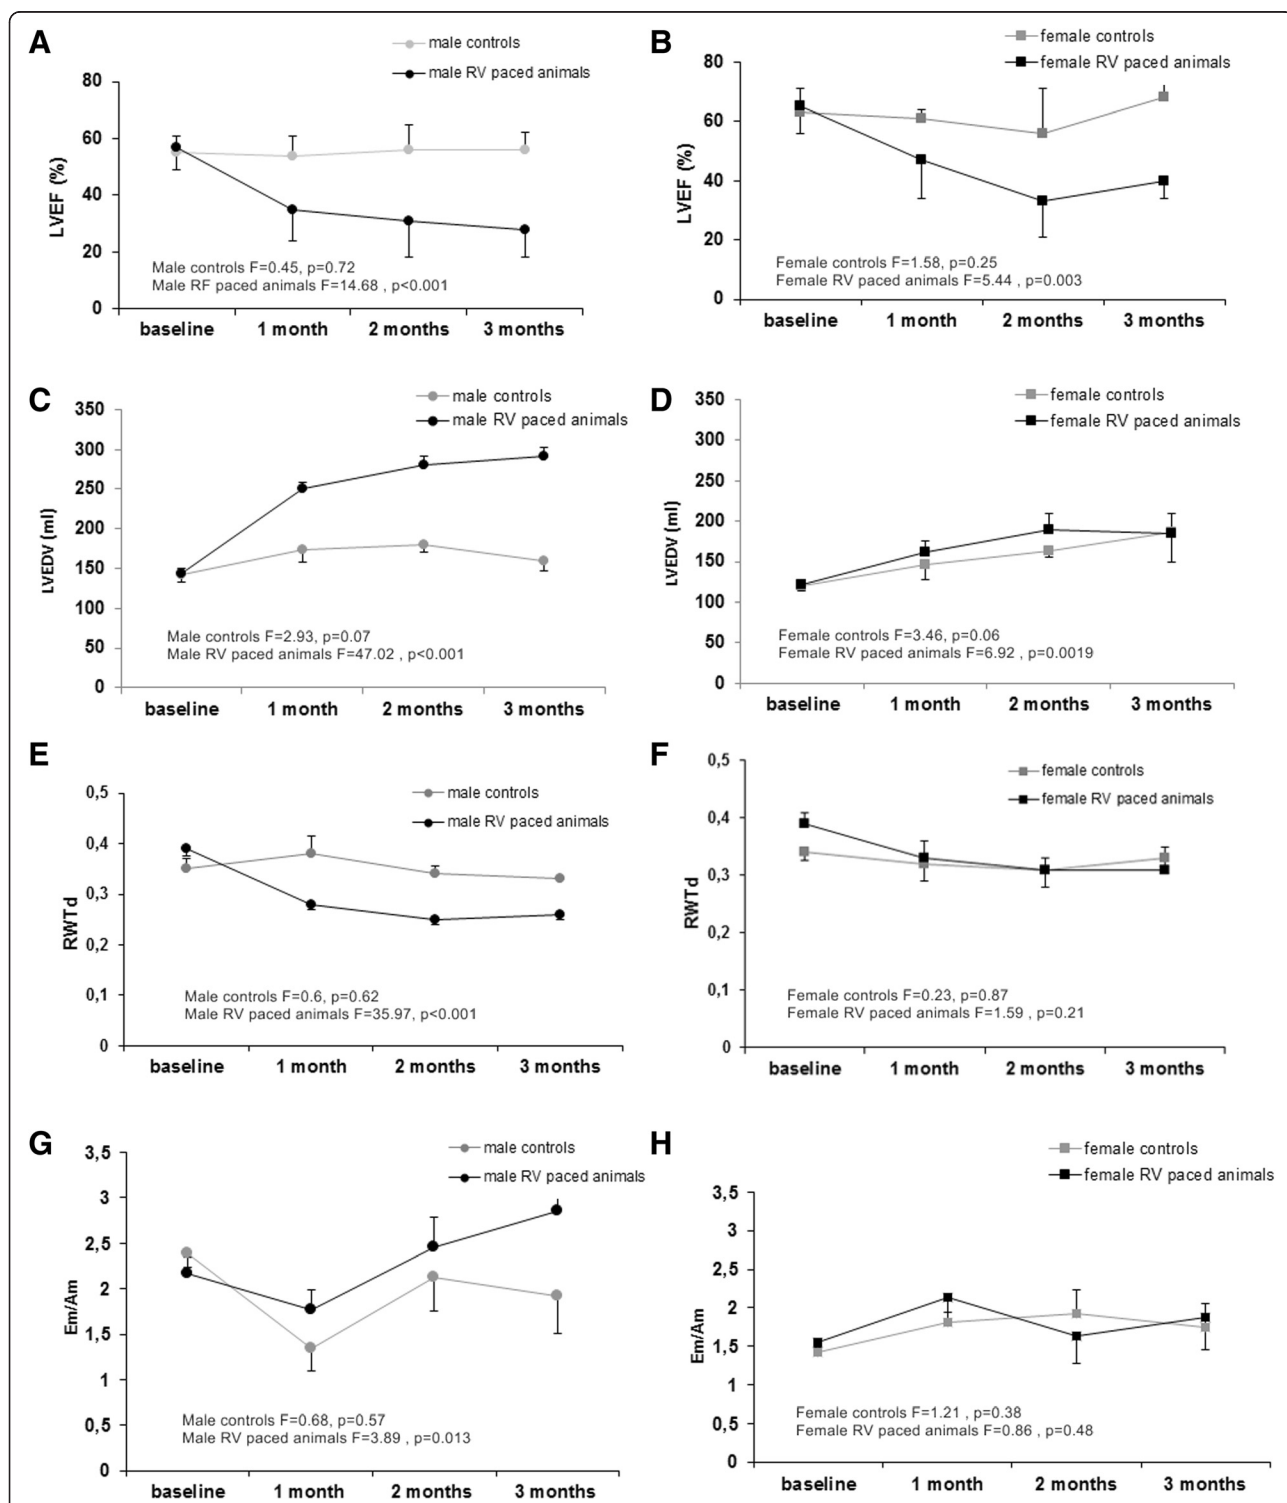 A
male controls
male RV paced animals
80
60
40
20
0
LVEF (%)
Male controls F=0.45, p=0.72
Male RF paced animals F=14.68 , p<0.001
baseline 1 month 2 months 3 months
B
female controls
female RV paced animals
80
60
40
20
0
LVEF (%)
Female controls F=1.58, p=0.25
Female RV paced animals F=5.44 , p=0.003
baseline 1 month 2 months 3 months
C
male controls
male RV paced animals
350
300
250
200
150
100
50
0
LVEDV (ml)
Male controls F=2.93, p=0.07
Male RV paced animals F=47.02 , p<0.001
baseline 1 month 2 months 3 months
D
female controls
female RV paced animals
350
300
250
200
150
100
50
0
LVEDV (ml)
Female controls F=3.46, p=0.06
Female RV paced animals F=6.92 , p=0.0019
baseline 1 month 2 months 3 months
E
male controls
male RV paced animals
0,5
0,4
0,3
0,2
0,1
0
RWTd
Male controls F=0.6, p=0.62
Male RV paced animals F=35.97, p<0.001
baseline 1 month 2 months 3 months
F
female controls
female RV paced animals
0,5
0,4
0,3
0,2
0,1
0
RWTd
Female controls F=0.23, p=0.87
Female RV paced animals F=1.59 , p=0.21
baseline 1 month 2 months 3 months
G
male controls
male RV paced animals
3,5
3
2,5
2
1,5
1
0,5
0
Em/Am
Male controls F=0.68, p=0.57
Male RV paced animals F=3.89 , p=0.013
baseline 1 month 2 months 3 months
H
female controls
female RV paced animals
3,5
3
2,5
2
1,5
1
0,5
0
Em/Am
Female controls F=1.21 , p=0.38
Female RV paced animals F=0.86 , p=0.48
baseline 1 month 2 months 3 months